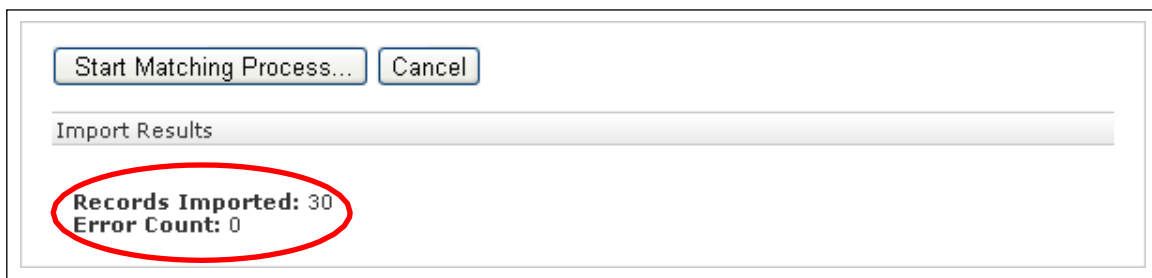 Start Matching Process... Cancel
Import Results
Records Imported: 30
Error Count: 0